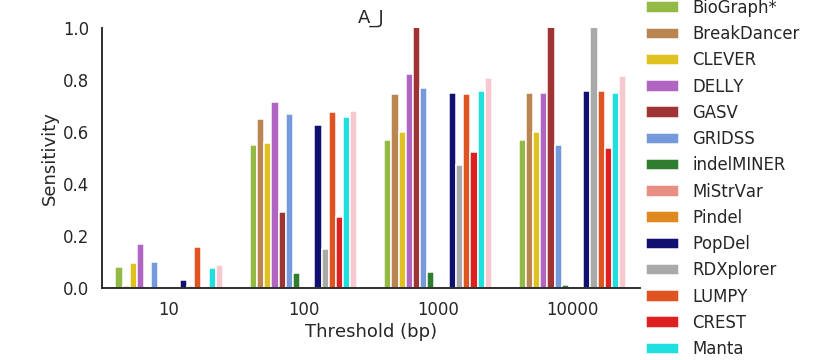 A_J
Sensitivity
1.0
0.8
0.6
0.4
0.2
0.0
10
100
1000
10000
Threshold (bp)
BioGraph*
BreakDancer
CLEVER
DELLY
GASV
GRIDSS
indelMINER
MiStrVar
Pindel
PopDel
RDXplorer
LUMPY
CREST
Manta